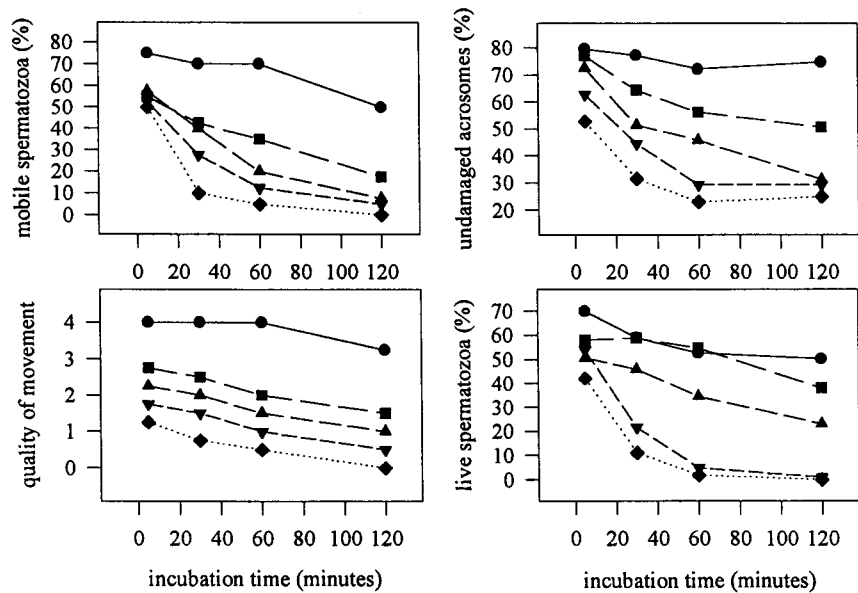 mobile spermatozoa (%)
80
70
60
50
40
30
20
10
0
0 20 40 60 80 100 120
undamaged acrosomes (%)
80
70
60
50
40
30
20
0 20 40 60 80 100 120
quality of movement
4
3
2
1
0
0 20 40 60 80 100 120
incubation time (minutes)
live spermatozoa (%)
70
60
50
40
30
20
10
0
0 20 40 60 80 100 120
incubation time (minutes)